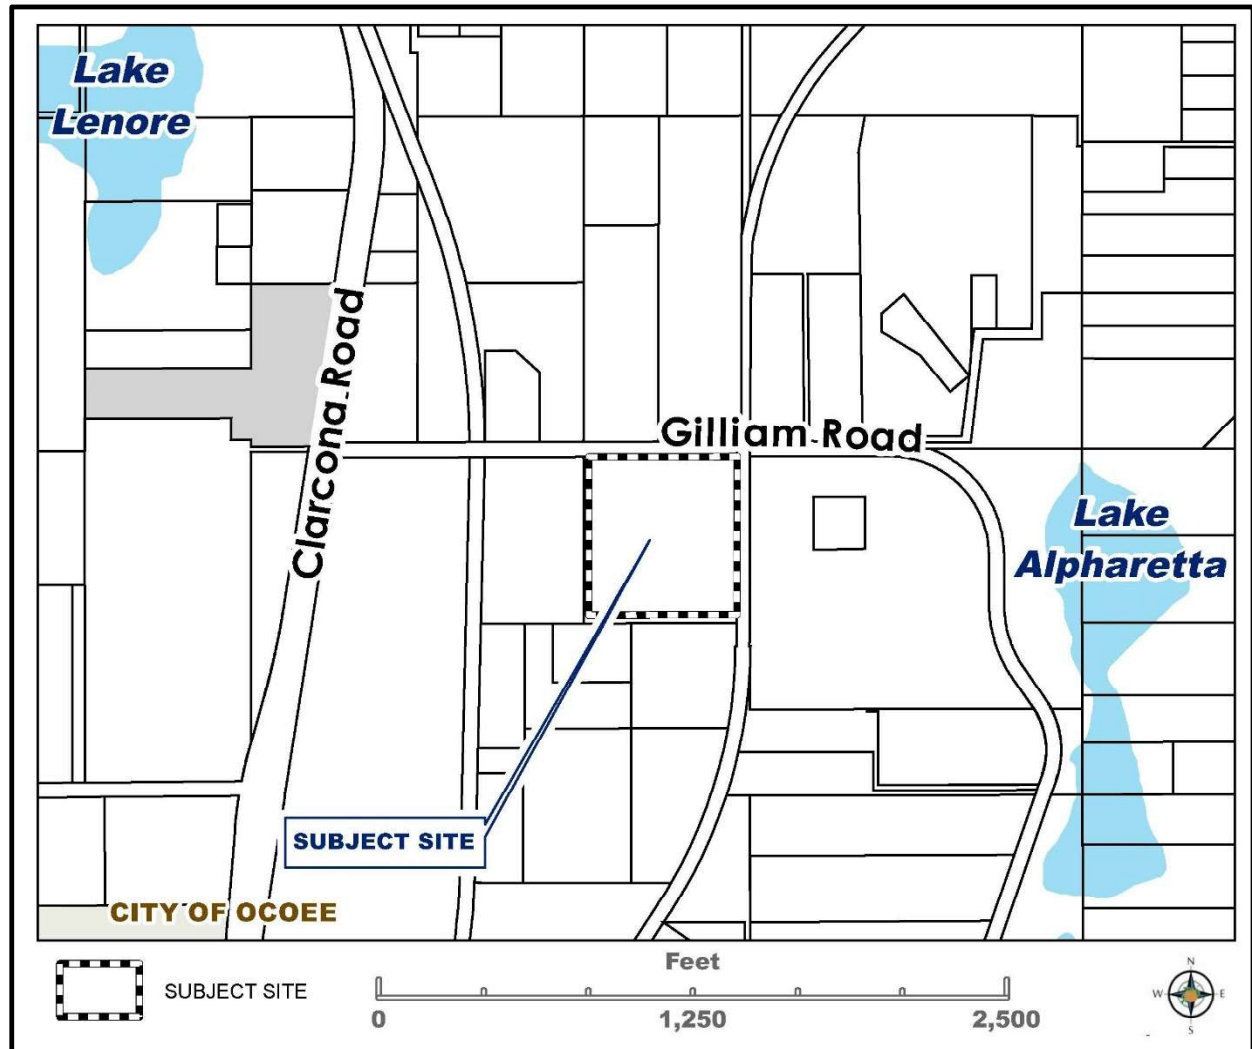 Lake
Lenore
Clarcona Road
Gilliam Road
Lake
Alpharetta
SUBJECT SITE
CITY OF OCOEE
SUBJECT SITE
Feet
0 1,250 2,500
N
W E
S